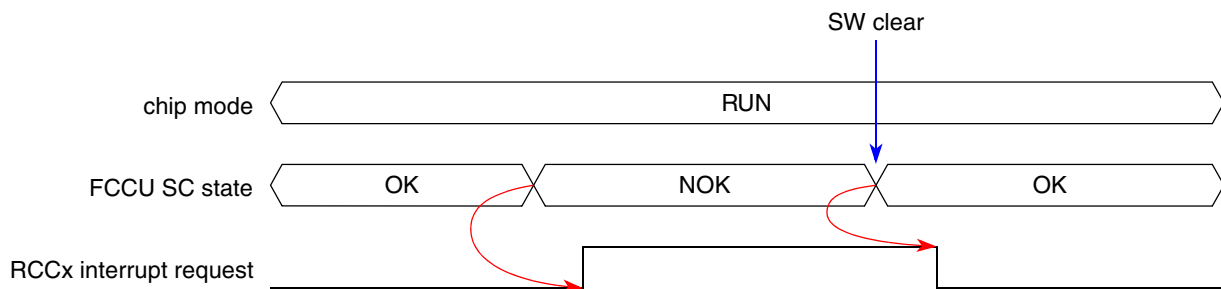 SW clear
chip mode RUN
FCCU SC state OK NOK OK
RCCx interrupt request